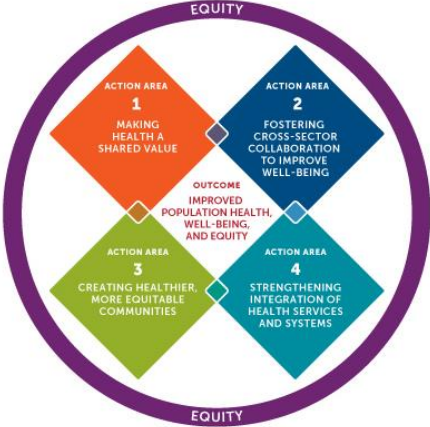 EQUITY
ACTION AREA
1
MAKING
HEALTH A
SHARED VALUE
ACTION AREA
2
FOSTERING
CROSS-SECTOR
COLLABORATION
TO IMPROVE
WELL-BEING
OUTCOME
IMPROVED
POPULATION HEALTH,
WELL-BEING,
AND EQUITY
ACTION AREA
3
CREATING HEALTHIER,
MORE EQUITABLE
COMMUNITIES
ACTION AREA
4
STRENGTHENING
INTEGRATION OF
HEALTH SERVICES
AND SYSTEMS
EQUITY